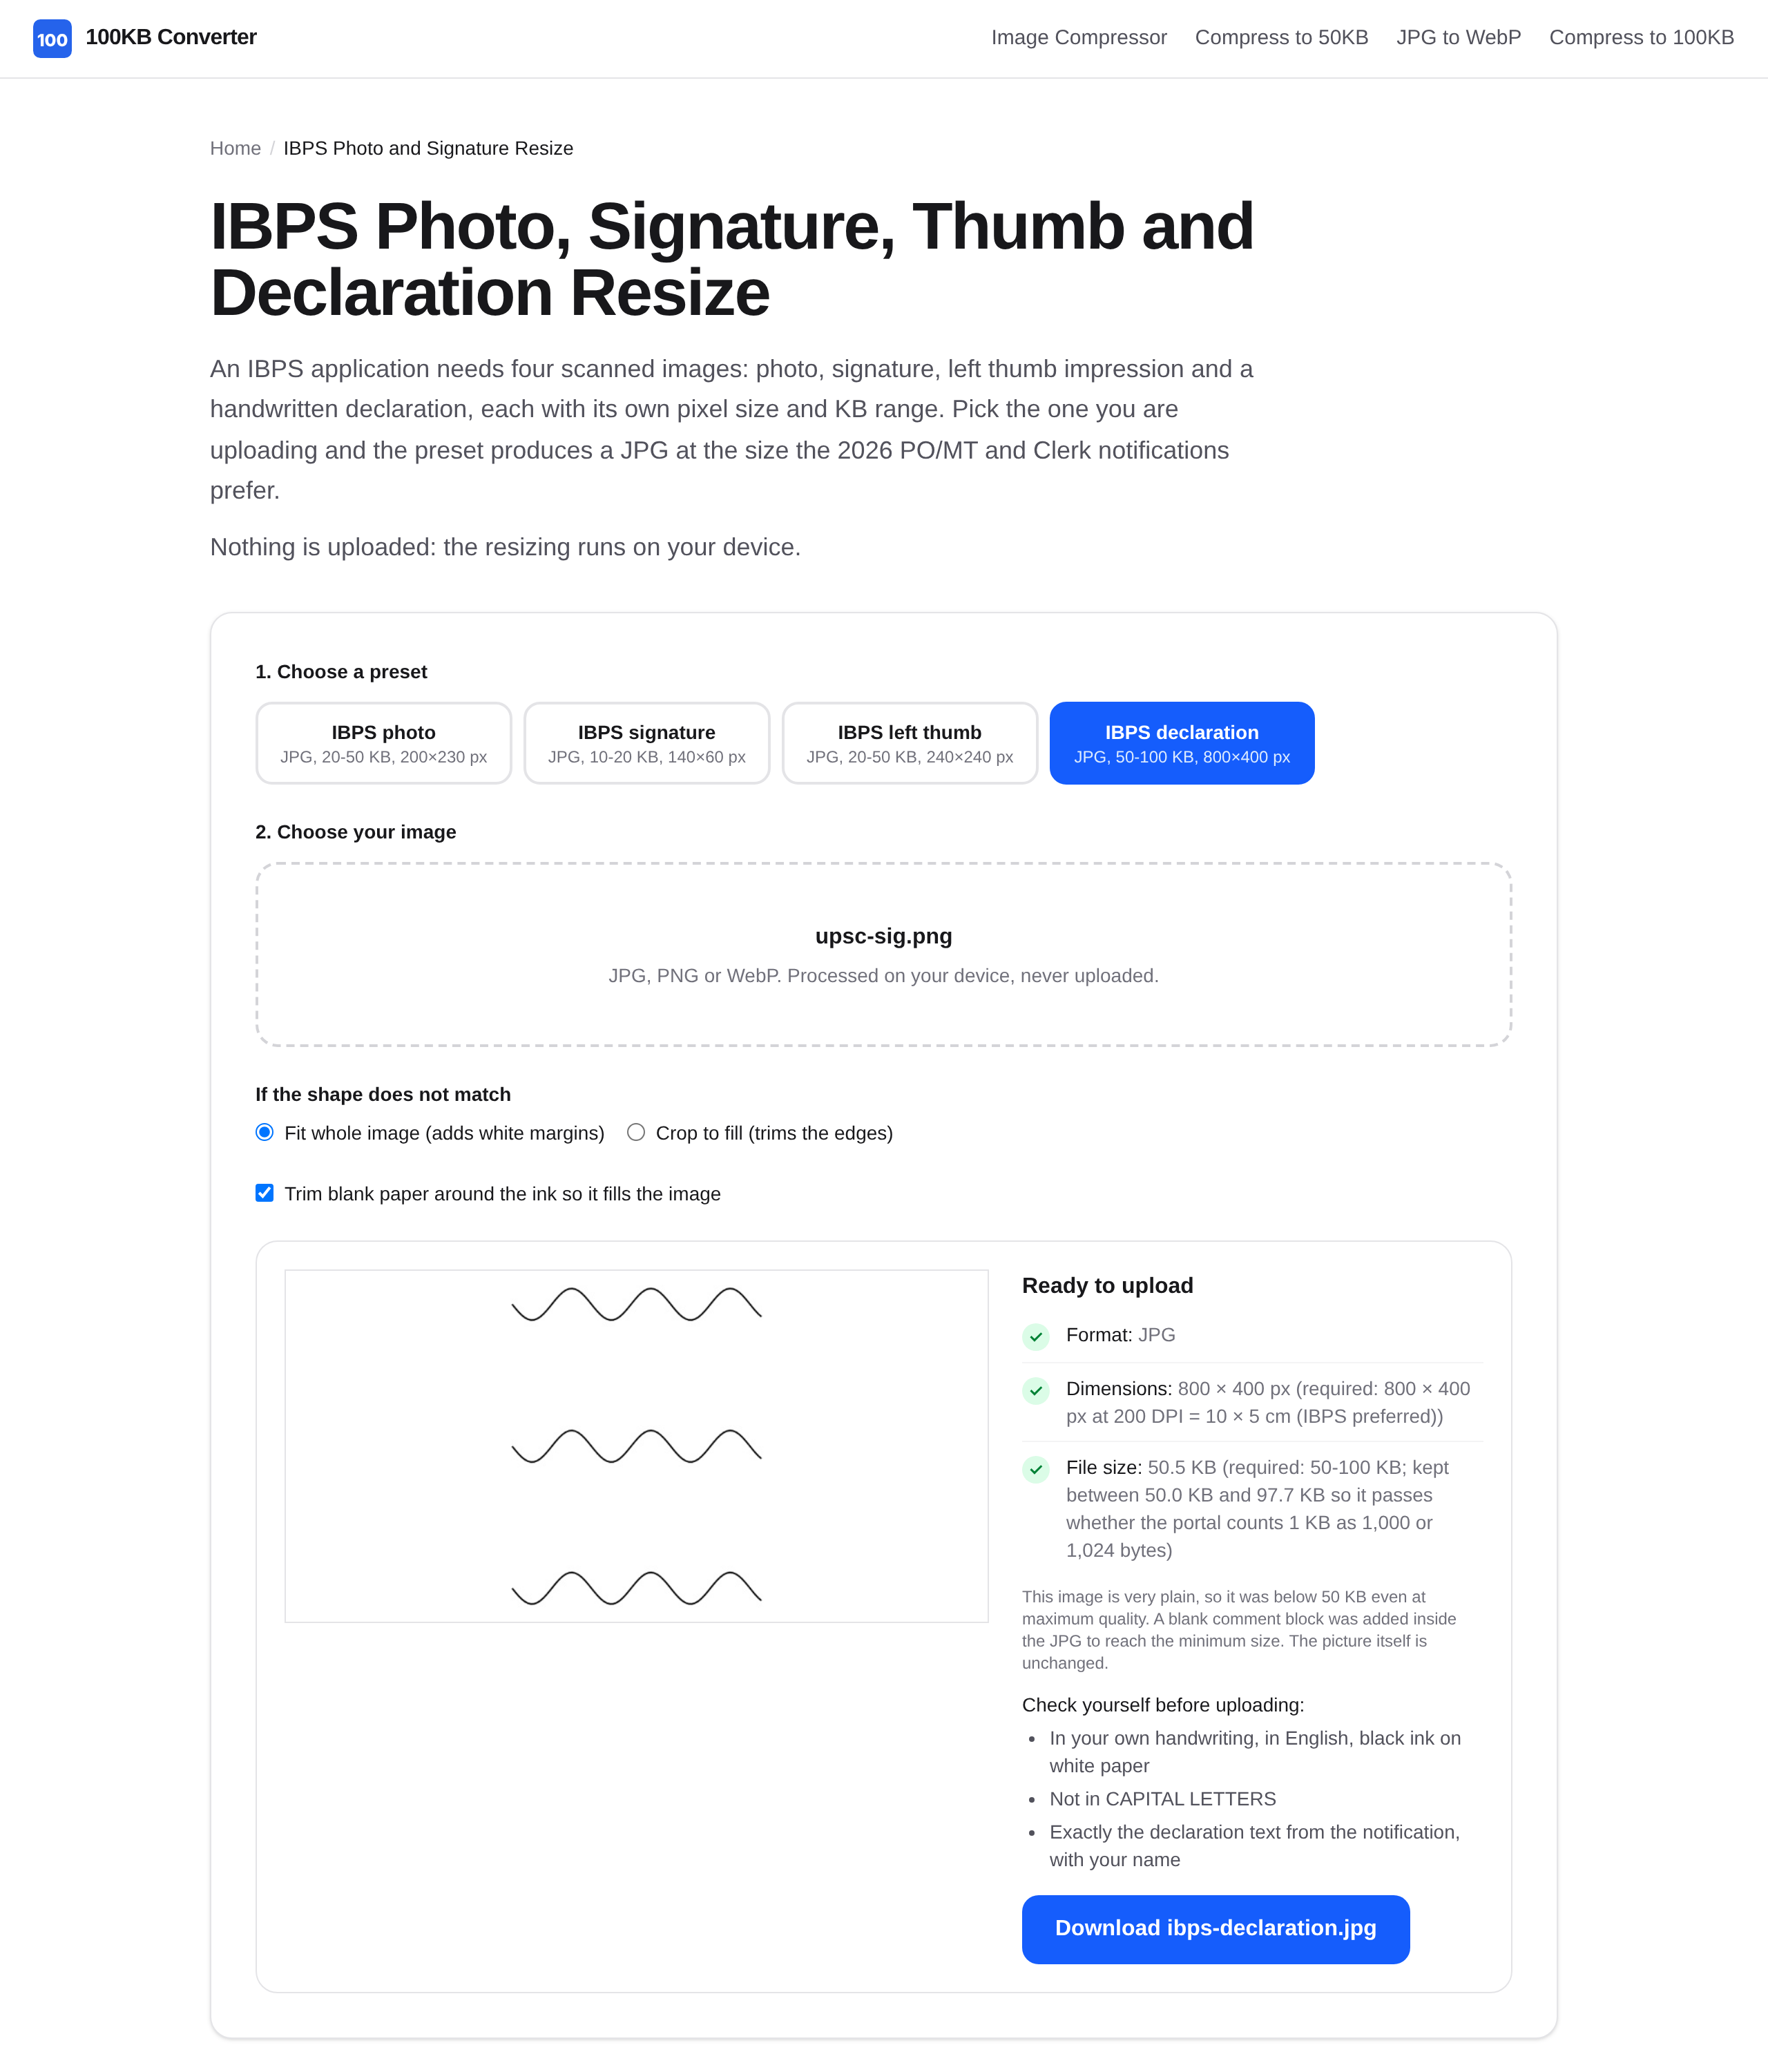 100 100KB Converter
Image Compressor Compress to 50KB JPG to WebP Compress to 100KB
Home / IBPS Photo and Signature Resize
IBPS Photo, Signature, Thumb and
Declaration Resize
An IBPS application needs four scanned images: photo, signature, left thumb impression and a
handwritten declaration, each with its own pixel size and KB range. Pick the one you are
uploading and the preset produces a JPG at the size the 2026 PO/MT and Clerk notifications
prefer.
Nothing is uploaded: the resizing runs on your device.
1. Choose a preset
IBPS photo
JPG, 20-50 KB, 200×230 px
IBPS signature
JPG, 10-20 KB, 140×60 px
IBPS left thumb
JPG, 20-50 KB, 240×240 px
IBPS declaration
JPG, 50-100 KB, 800×400 px
2. Choose your image
upsc-sig.png
JPG, PNG or WebP. Processed on your device, never uploaded.
If the shape does not match
Fit whole image (adds white margins) Crop to fill (trims the edges)
Trim blank paper around the ink so it fills the image
Ready to upload
Format: JPG
Dimensions: 800 × 400 px (required: 800 × 400
px at 200 DPI = 10 × 5 cm (IBPS preferred))
File size: 50.5 KB (required: 50-100 KB; kept
between 50.0 KB and 97.7 KB so it passes
whether the portal counts 1 KB as 1,000 or
1,024 bytes)
This image is very plain, so it was below 50 KB even at
maximum quality. A blank comment block was added inside
the JPG to reach the minimum size. The picture itself is
unchanged.
Check yourself before uploading:
• In your own handwriting, in English, black ink on
white paper
• Not in CAPITAL LETTERS
• Exactly the declaration text from the notification,
with your name
Download ibps-declaration.jpg